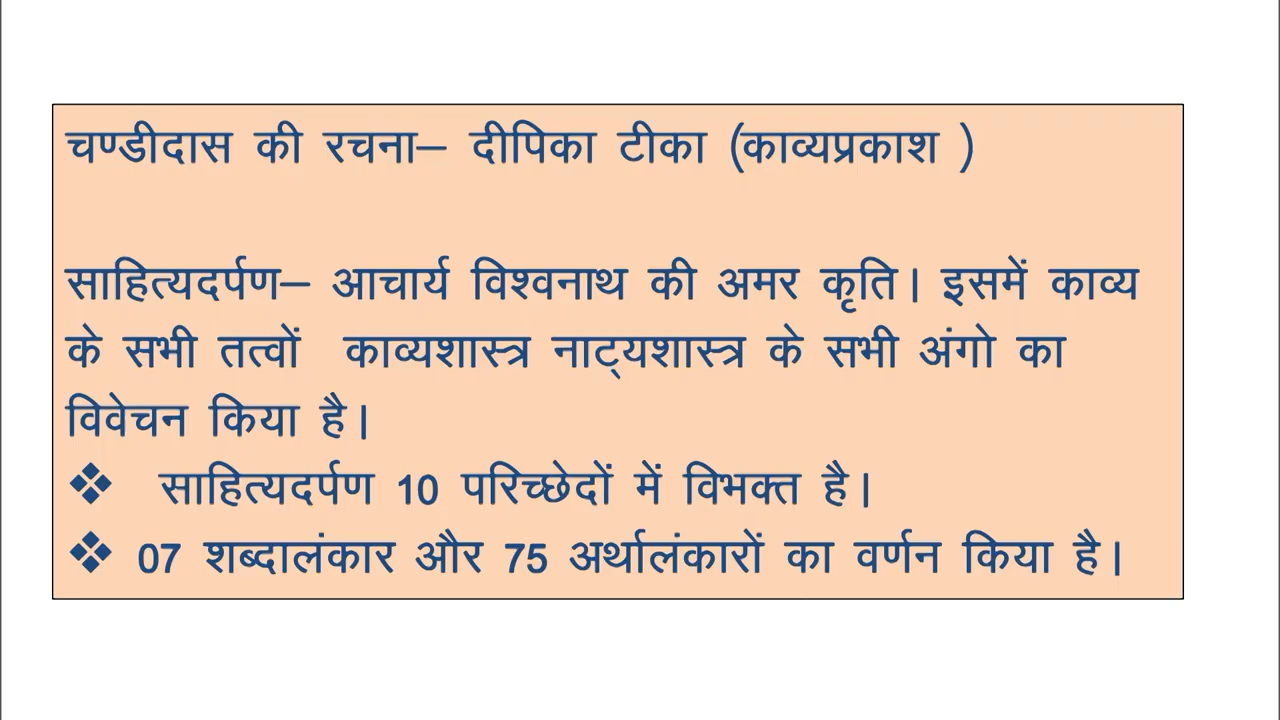 चण्डीदास की रचना– दीपिका टीका (काव्यप्रकाश )
साहित्यदर्पण– आचार्य विश्वनाथ की अमर कृति। इसमें काव्य
के सभी तत्वों काव्यशास्त्र नाट्यशास्त्र के सभी अंगो का
विवेचन किया है।
❖ साहित्यदर्पण 10 परिच्छेदों में विभक्त है।
❖ 07 शब्दालंकार और 75 अर्थालंकारों का वर्णन किया है।